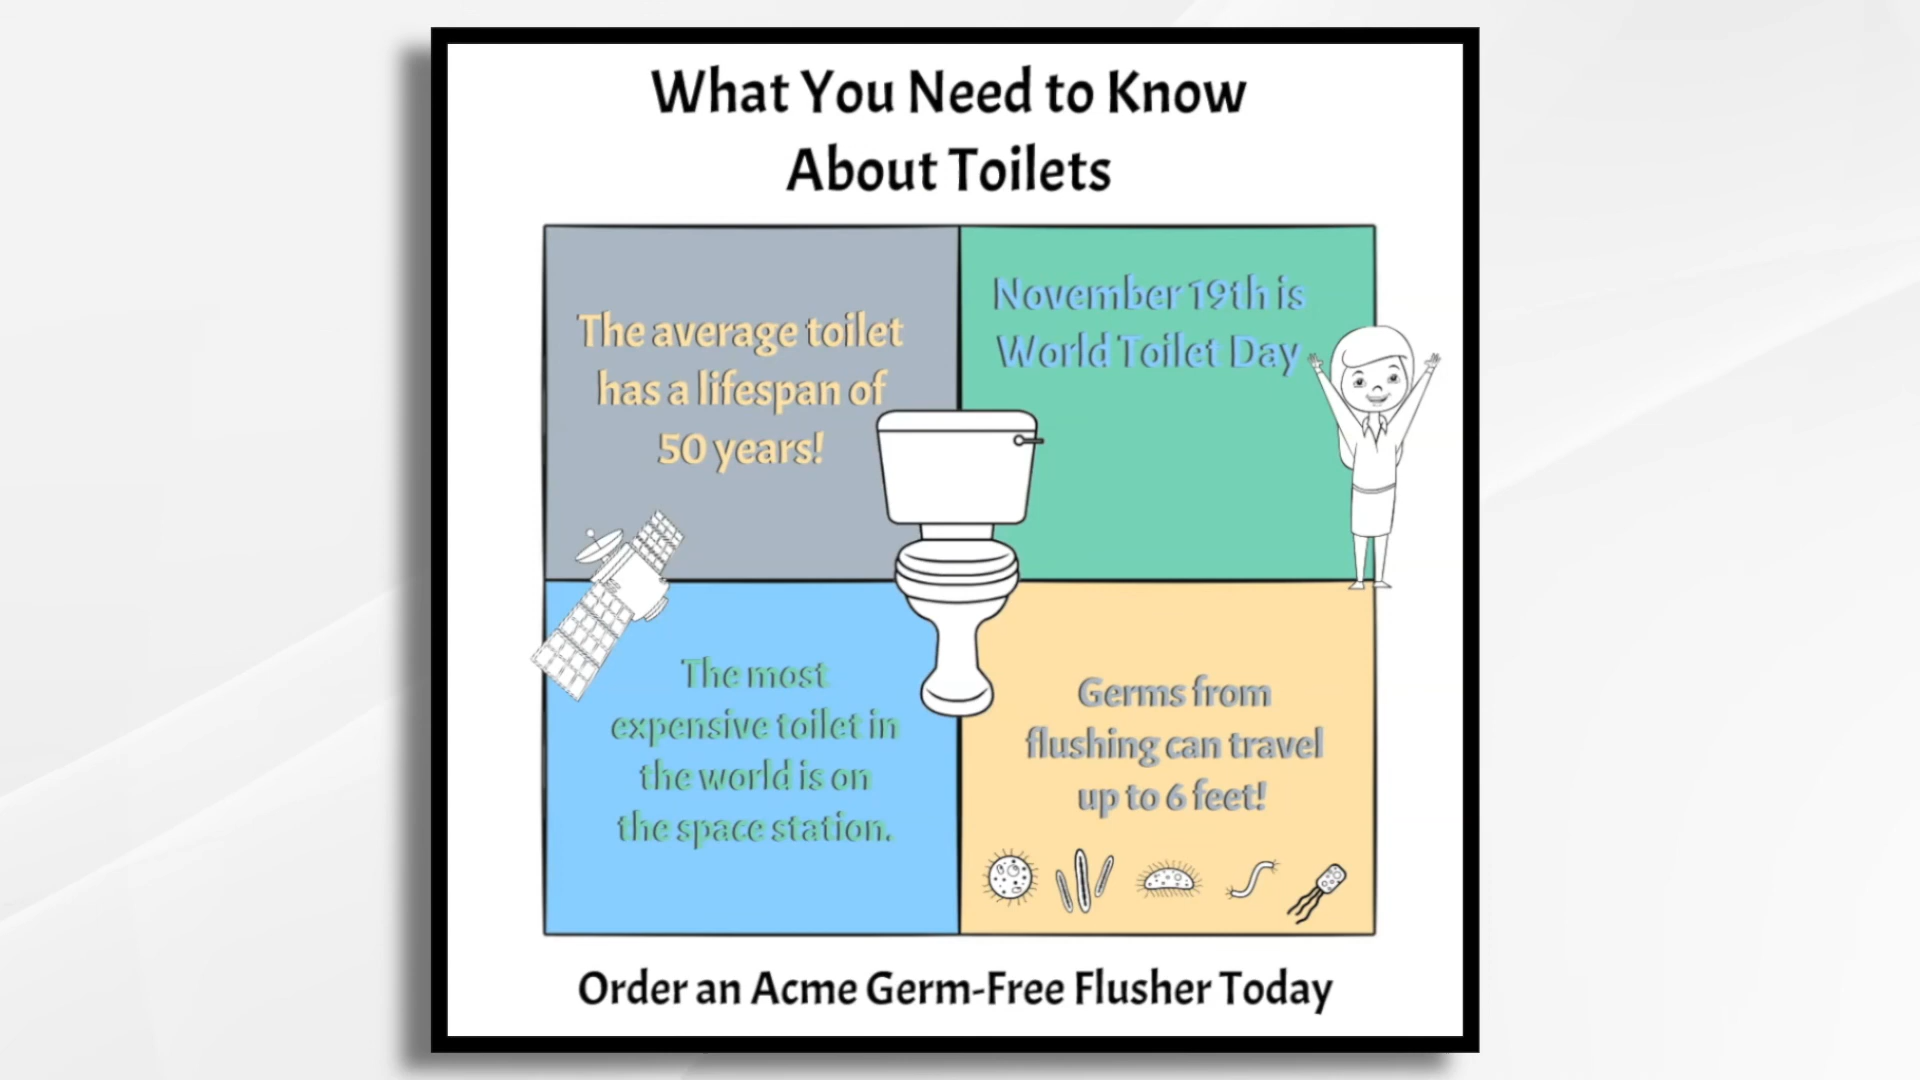 What You Need to Know
About Toilets
The average toilet
has a lifespan of
50 years!
November 19th is
World Toilet Day
The most
expensive toilet in
the world is on
the space station.
Germs from
flushing can travel
up to 6 feet!
Order an Acme Germ-Free Flusher Today